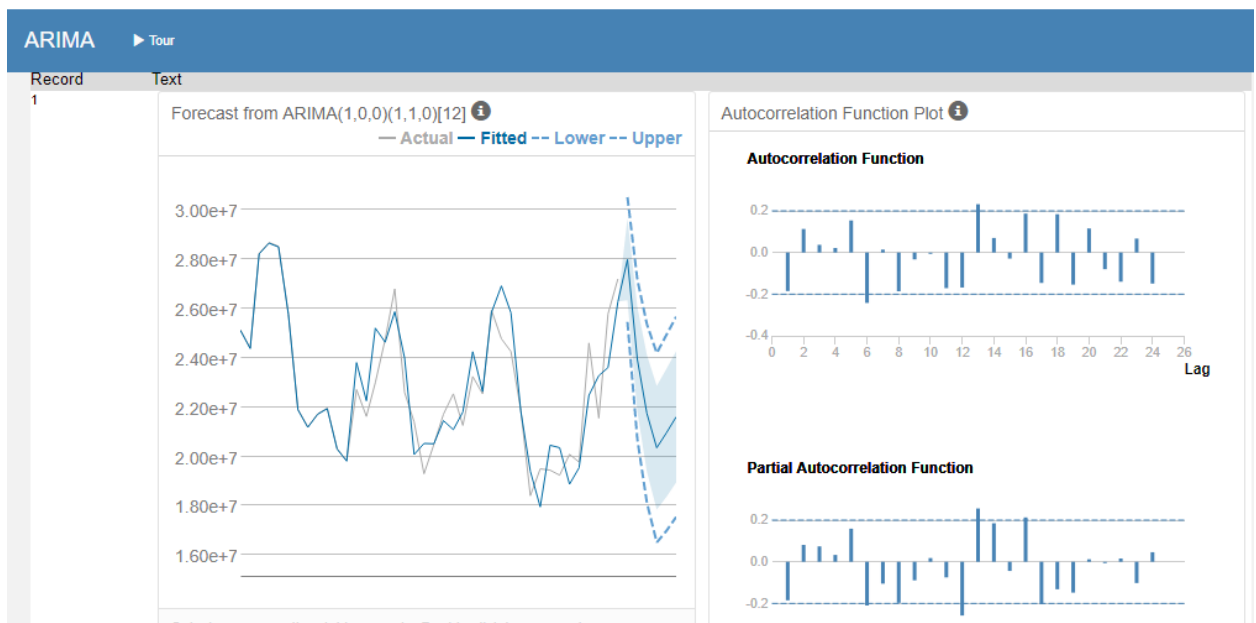 ARIMA ▶ Tour
Record Text
1
Forecast from ARIMA(1,0,0)(1,1,0)[12]
Actual Fitted Lower Upper
3.00e+7
2.80e+7
2.60e+7
2.40e+7
2.20e+7
2.00e+7
1.80e+7
1.60e+7
Autocorrelation Function Plot
Autocorrelation Function
0.2
0.0
-0.2
-0.4
0 2 4 6 8 10 12 14 16 18 20 22 24 26
Lag
Partial Autocorrelation Function
0.2
0.0
-0.2